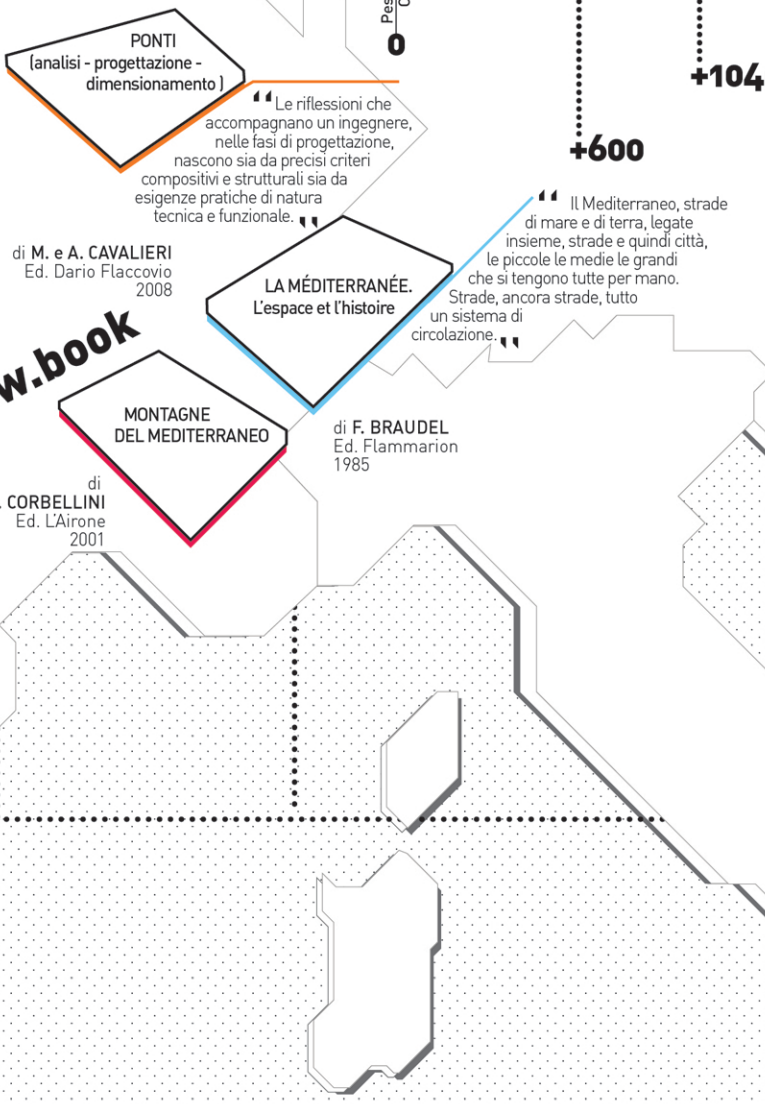 Pes
C
0
+600
+104
PONTI
(analisi - progettazione -
dimensionamento )
❛❛ Le riflessioni che
accompagnano un ingegnere,
nelle fasi di progettazione,
nascono sia da precisi criteri
compositivi e strutturali sia da
esigenze pratiche di natura
tecnica e funzionale. ❜❜
di M. e A. CAVALIERI
Ed. Dario Flaccovio
2008
❛❛ Il Mediterraneo, strade
di mare e di terra, legate
insieme, strade e quindi città,
le piccole le medie le grandi
che si tengono tutte per mano.
Strade, ancora strade, tutto
un sistema di
circolazione. ❜❜
LA MÉDITERRANÉE.
L'espace et l'histoire
di F. BRAUDEL
Ed. Flammarion
1985
w.book
MONTAGNE
DEL MEDITERRANEO
di
. CORBELLINI
Ed. L'Airone
2001